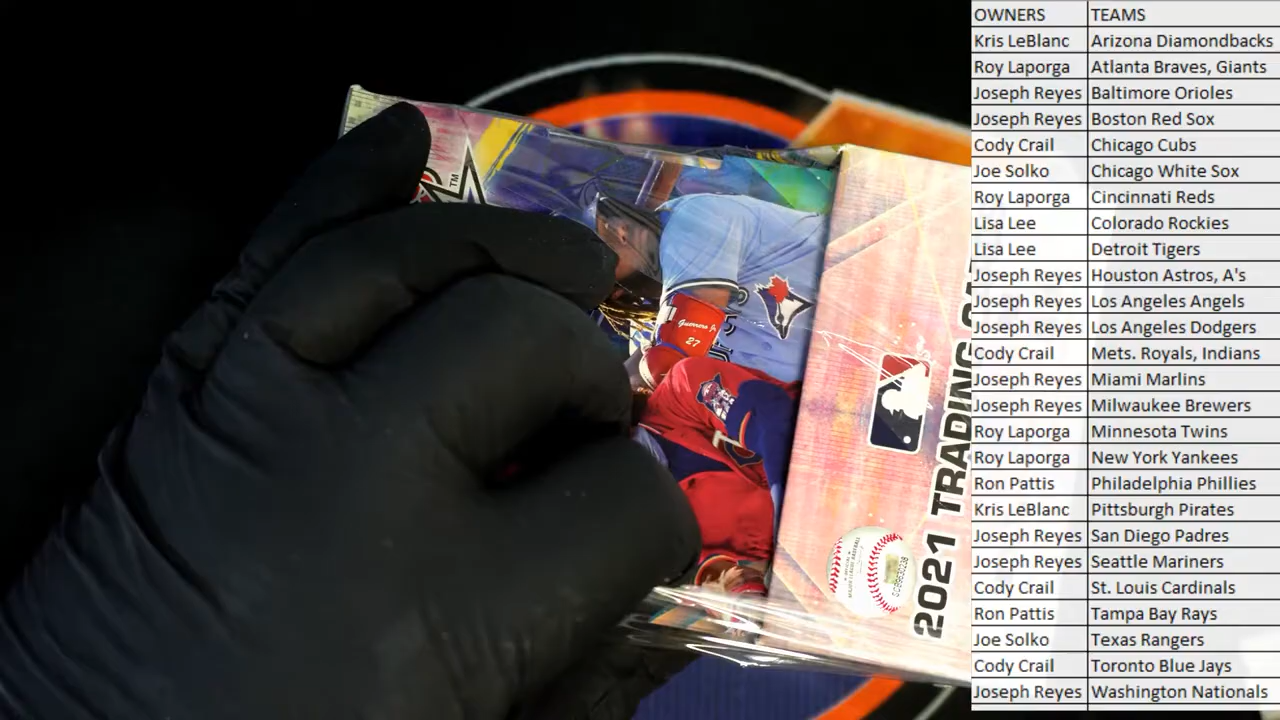 OWNERS TEAMS
Kris LeBlanc Arizona Diamondbacks
Roy Laporga Atlanta Braves, Giants
Joseph Reyes Baltimore Orioles
Joseph Reyes Boston Red Sox
Cody Crail Chicago Cubs
Joe Solko Chicago White Sox
Roy Laporga Cincinnati Reds
Lisa Lee Colorado Rockies
Lisa Lee Detroit Tigers
Joseph Reyes Houston Astros, A's
Joseph Reyes Los Angeles Angels
Joseph Reyes Los Angeles Dodgers
Cody Crail Mets. Royals, Indians
Joseph Reyes Miami Marlins
Joseph Reyes Milwaukee Brewers
Roy Laporga Minnesota Twins
Roy Laporga New York Yankees
Ron Pattis Philadelphia Phillies
Kris LeBlanc Pittsburgh Pirates
Joseph Reyes San Diego Padres
Joseph Reyes Seattle Mariners
Cody Crail St. Louis Cardinals
Ron Pattis Tampa Bay Rays
Joe Solko Texas Rangers
Cody Crail Toronto Blue Jays
Joseph Reyes Washington Nationals
TM
Guerrero Jr.
27
2021 TRADING